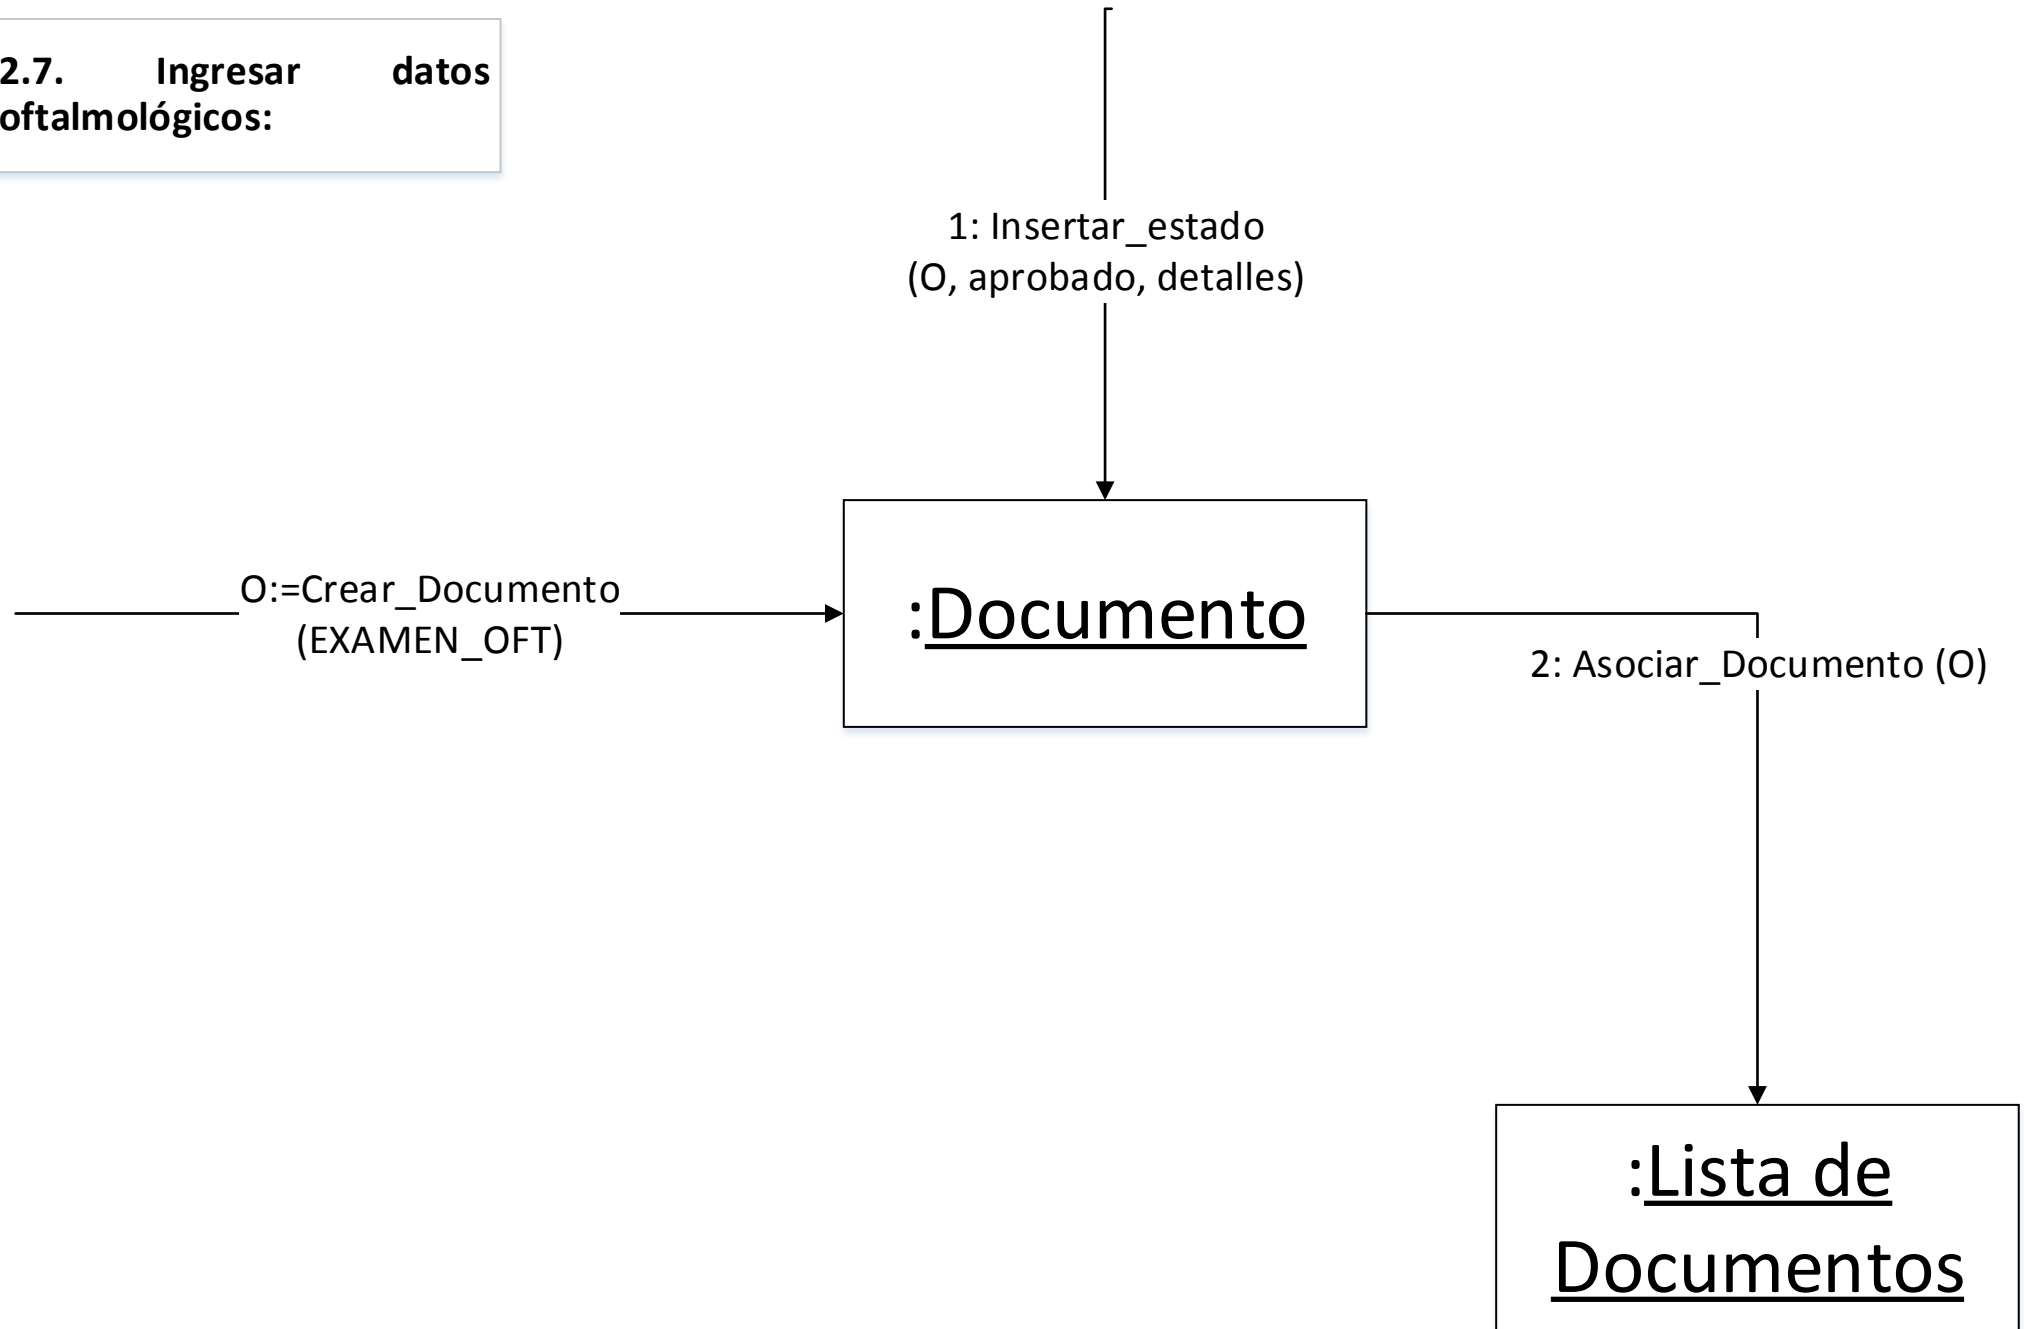 2.7. Ingresar datos
oftalmológicos:
1: Insertar_estado
(O, aprobado, detalles)
O:=Crear_Documento
(EXAMEN_OFT)
:Documento
2: Asociar_Documento (O)
:Lista de
Documentos